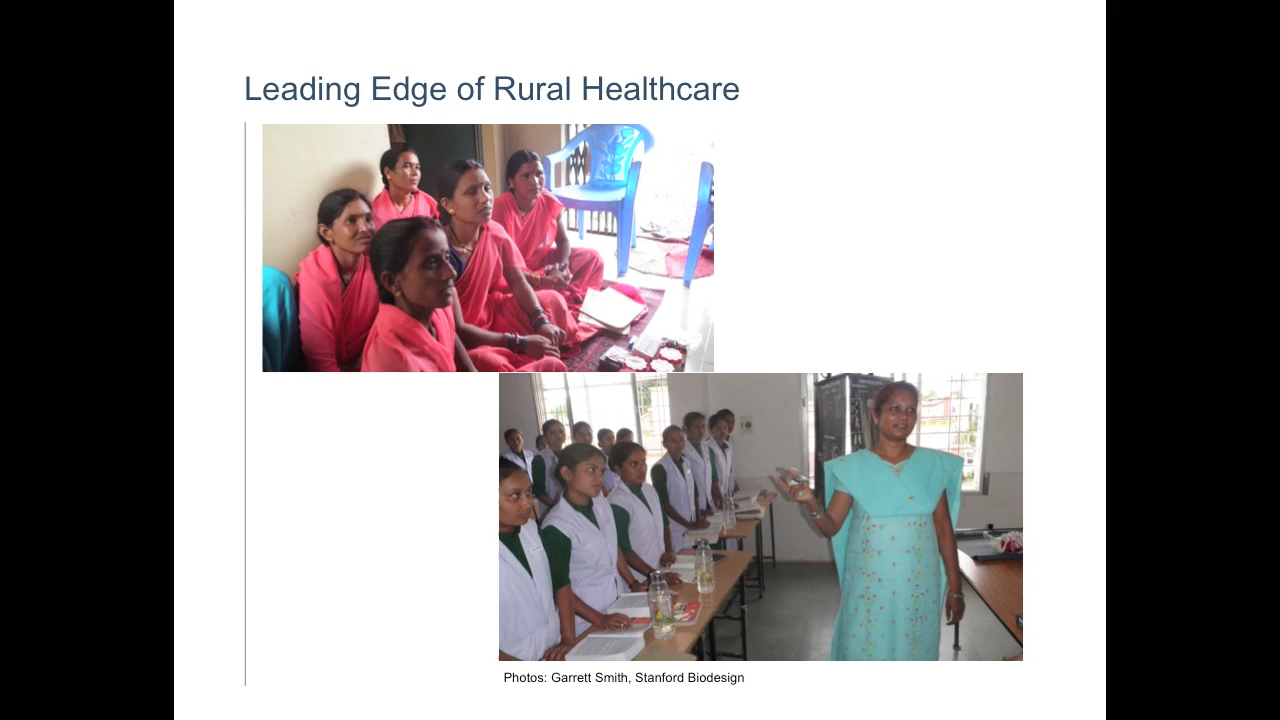 Leading Edge of Rural Healthcare
Photos: Garrett Smith, Stanford Biodesign